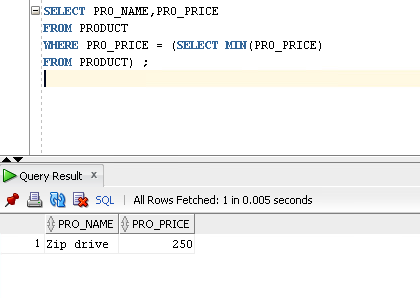 SELECT PRO_NAME,PRO_PRICE
FROM PRODUCT
WHERE PRO_PRICE = (SELECT MIN(PRO_PRICE)
FROM PRODUCT) ;
Query Result x
SQL | All Rows Fetched: 1 in 0.005 seconds
PRO_NAME PRO_PRICE
1 Zip drive 250